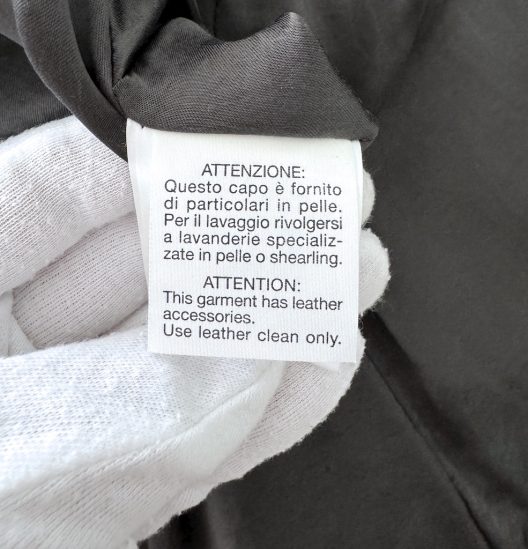 ATTENZIONE:
Questo capo è fornito
di particolari in pelle.
Per il lavaggio rivolgersi
a lavanderie specializ-
zate in pelle o shearling.
ATTENTION:
This garment has leather
accessories.
Use leather clean only.